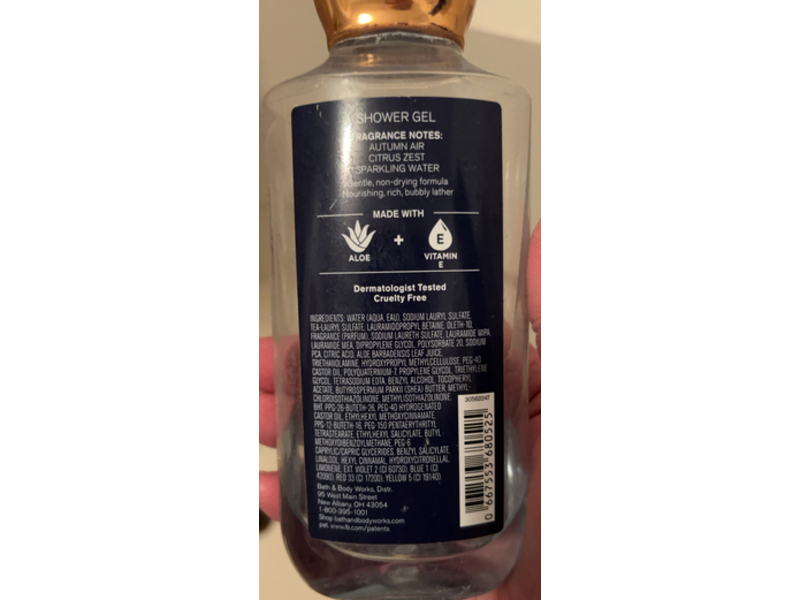 SHOWER GEL
FRAGRANCE NOTES:
AUTUMN AIR
CITRUS ZEST
SPARKLING WATER
Gentle, non-drying formula
Nourishing, rich, bubbly lather
MADE WITH
ALOE
+
E
VITAMIN
E
Dermatologist Tested
Cruelty Free
INGREDIENTS: WATER (AQUA, EAU), SODIUM LAURYL SULFATE,
TEA-LAURYL SULFATE, LAURAMIDOPROPYL BETAINE, OLETH-10,
FRAGRANCE (PARFUM), SODIUM LAURETH SULFATE, LAURAMIDE MIPA,
LAURAMIDE MEA, DIPROPYLENE GLYCOL, POLYSORBATE 20, SODIUM
PCA, CITRIC ACID, ALOE BARBADENSIS LEAF JUICE,
TRIETHANOLAMINE, HYDROXYPROPYL METHYLCELLULOSE, PEG-40
CASTOR OIL, POLYQUATERNIUM-7, PROPYLENE GLYCOL, TRIETHYLENE
GLYCOL, TETRASODIUM EDTA, BENZYL ALCOHOL, TOCOPHERYL
ACETATE, BUTYROSPERMUM PARKII (SHEA) BUTTER, METHYL-
CHLOROISOTHIAZOLINONE, METHYLISOTHIAZOLINONE,
BHT, PPG-26-BUTETH-26, PEG-40 HYDROGENATED
CASTOR OIL, ETHYLHEXYL METHOXYCINNAMATE,
PPG-12-BUTETH-16, PEG-150 PENTAERYTHRITYL
TETRASTEARATE, ETHYLHEXYL SALICYLATE, BUTYL
METHOXYDIBENZOYLMETHANE, PEG-6
CAPRYLIC/CAPRIC GLYCERIDES, BENZYL SALICYLATE,
LINALOOL, HEXYL CINNAMAL, HYDROXYCITRONELLAL,
LIMONENE, EXT. VIOLET 2 (CI 60730), BLUE 1 (CI
42090), RED 33 (CI 17200), YELLOW 5 (CI 19140).
Bath & Body Works, Distr.
95 West Main Street
New Albany, OH 43054
1-800-395-1001
Shop bathandbodyworks.com
pat. www.lb.com/patents
30562047
0 667553 680525